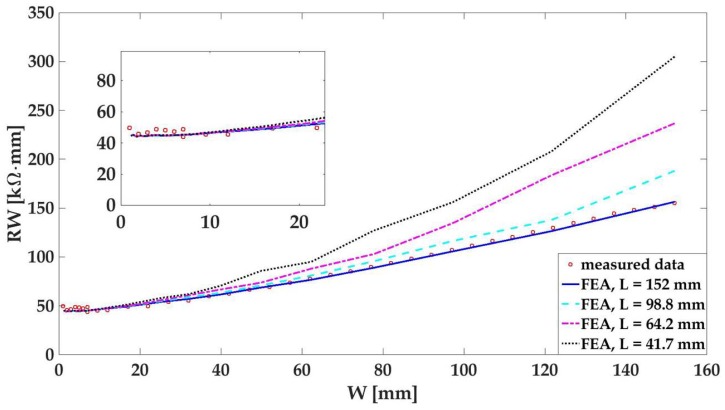 350
300
250
200
150
100
50
0
RW [kΩ·mm]
80
60
40
20
0
0 10 20
measured data
FEA, L = 152 mm
FEA, L = 98.8 mm
FEA, L = 64.2 mm
FEA, L = 41.7 mm
0 20 40 60 80 100 120 140 160
W [mm]